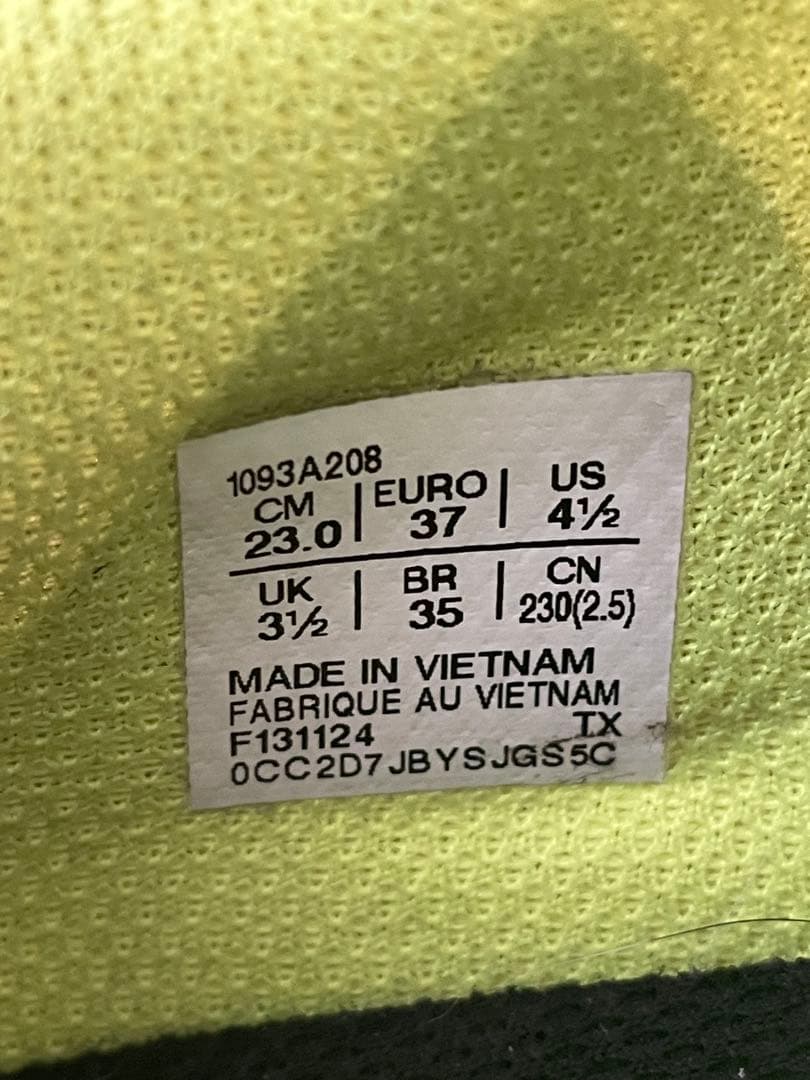 1093A208
CM | EURO | US
23.0 | 37 | 4½
UK | BR | CN
3½ | 35 | 230(2.5)
MADE IN VIETNAM
FABRIQUE AU VIETNAM
F131124 TX
0CC2D7JBYSJGS5C